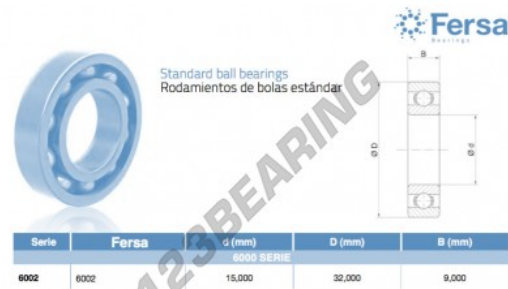 Fersa
Bearings
Standard ball bearings
Rodamientos de bolas estándar
B
Ø D
Ø d
123BEARING
Serie Fersa d (mm) D (mm) B (mm)
6000 SERIE
6002 6002 15,000 32,000 9,000